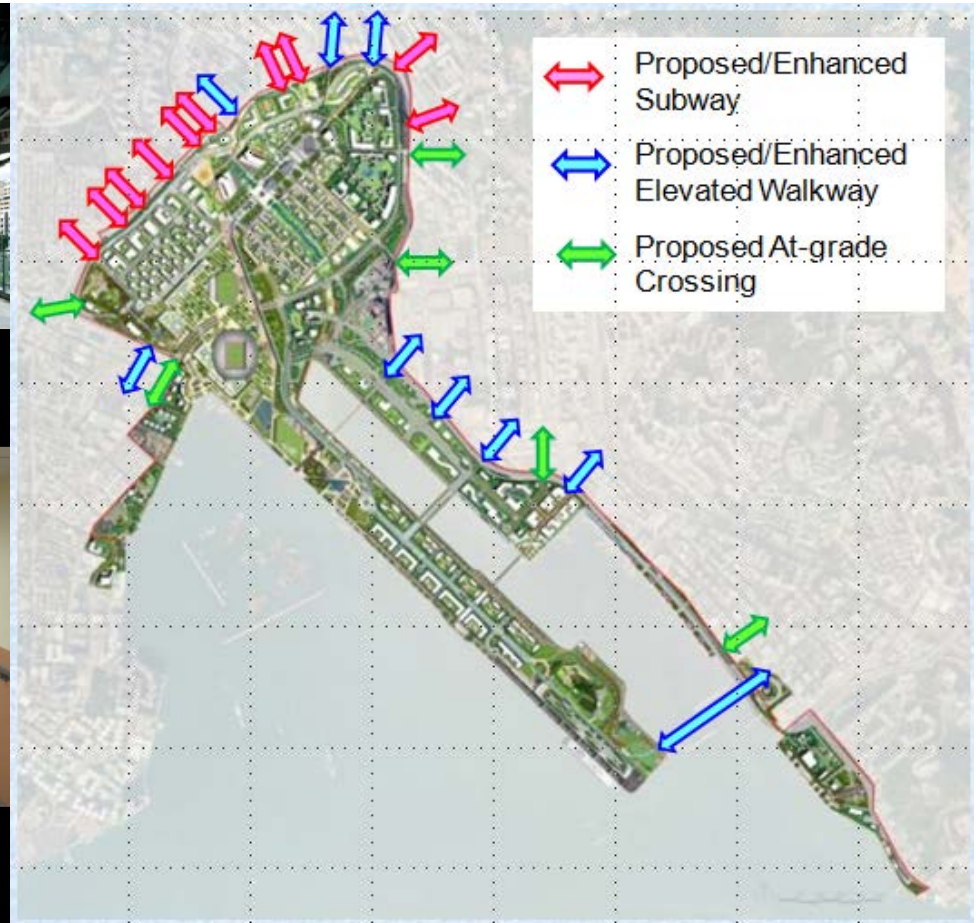 Proposed/Enhanced
Subway
Proposed/Enhanced
Elevated Walkway
Proposed At-grade
Crossing